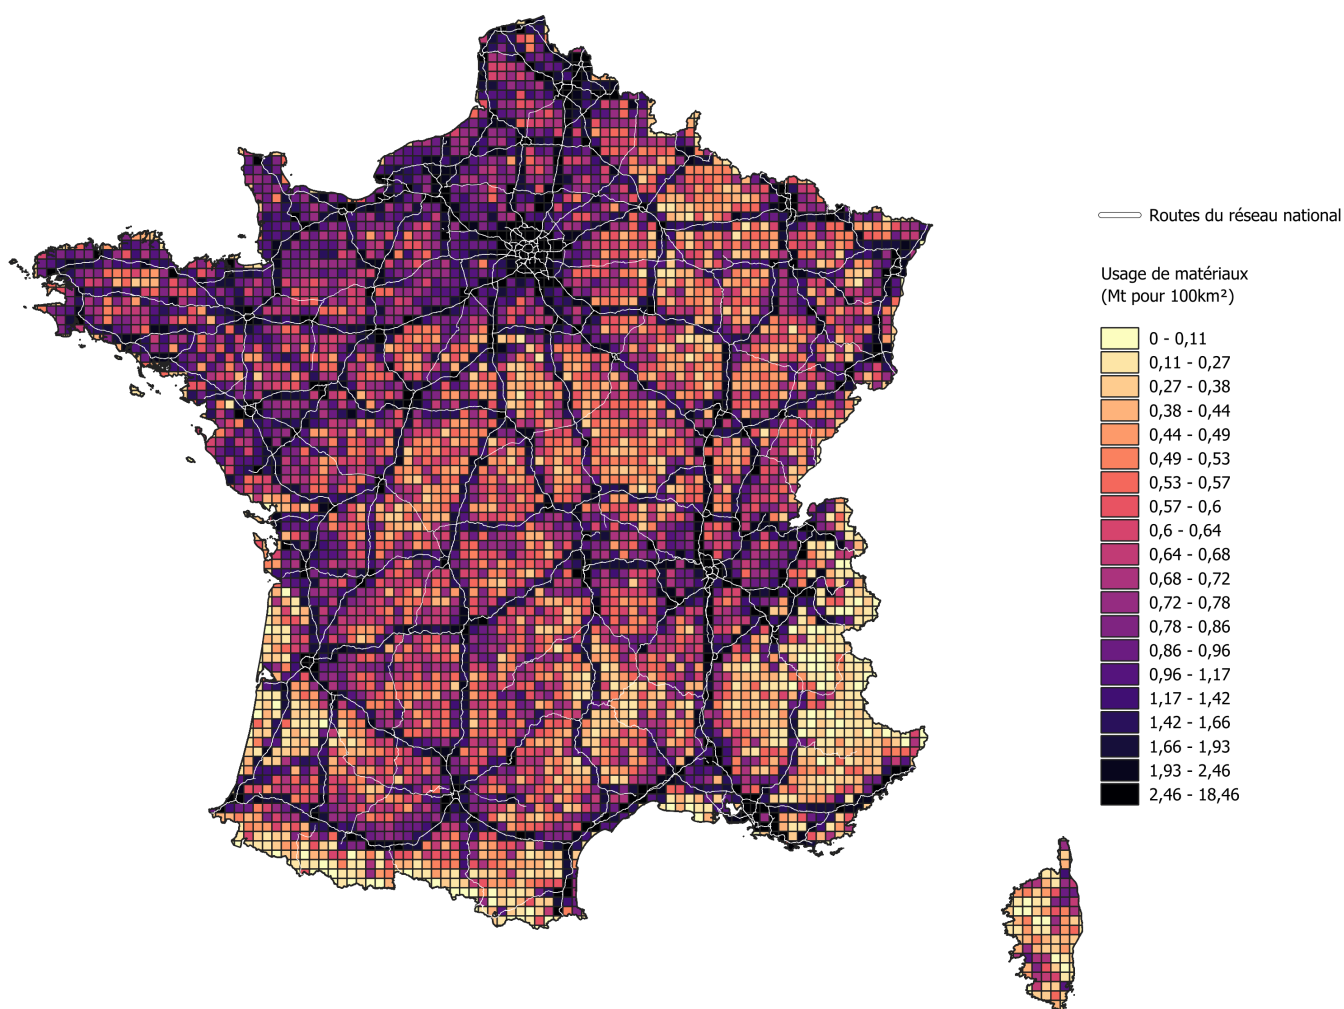 Routes du réseau national
Usage de matériaux
(Mt pour 100km²)
0 - 0,11
0,11 - 0,27
0,27 - 0,38
0,38 - 0,44
0,44 - 0,49
0,49 - 0,53
0,53 - 0,57
0,57 - 0,6
0,6 - 0,64
0,64 - 0,68
0,68 - 0,72
0,72 - 0,78
0,78 - 0,86
0,86 - 0,96
0,96 - 1,17
1,17 - 1,42
1,42 - 1,66
1,66 - 1,93
1,93 - 2,46
2,46 - 18,46